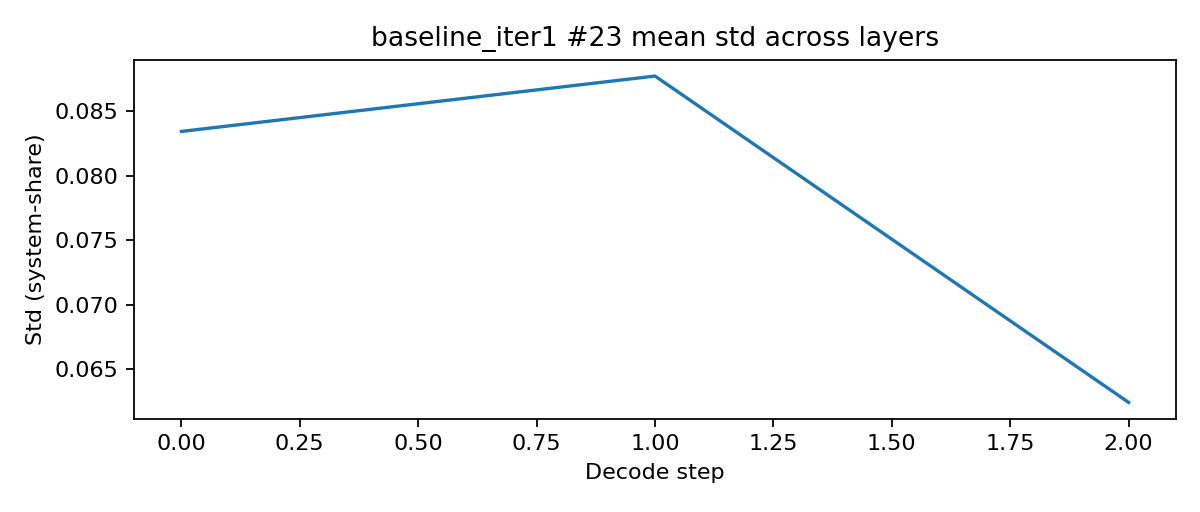 baseline_iter1 #23 mean std across layers
Std (system-share)
0.085
0.080
0.075
0.070
0.065
0.00 0.25 0.50 0.75 1.00 1.25 1.50 1.75 2.00
Decode step